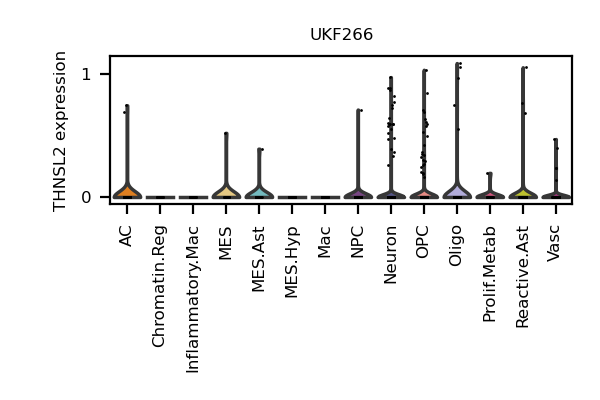 UKF266
THNSL2 expression
1
0
AC
Chromatin.Reg
Inflammatory.Mac
MES
MES.Ast
MES.Hyp
Mac
NPC
Neuron
OPC
Oligo
Prolif.Metab
Reactive.Ast
Vasc